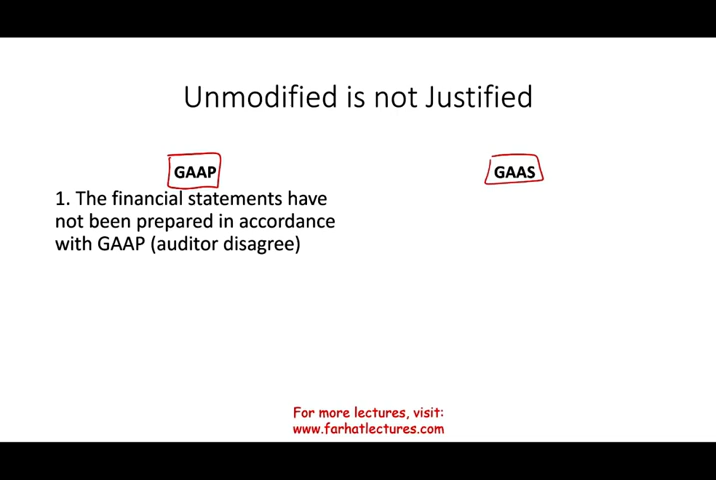 Unmodified is not Justified
GAAP
GAAS
1. The financial statements have
not been prepared in accordance
with GAAP (auditor disagree)
For more lectures, visit:
www.farhatlectures.com